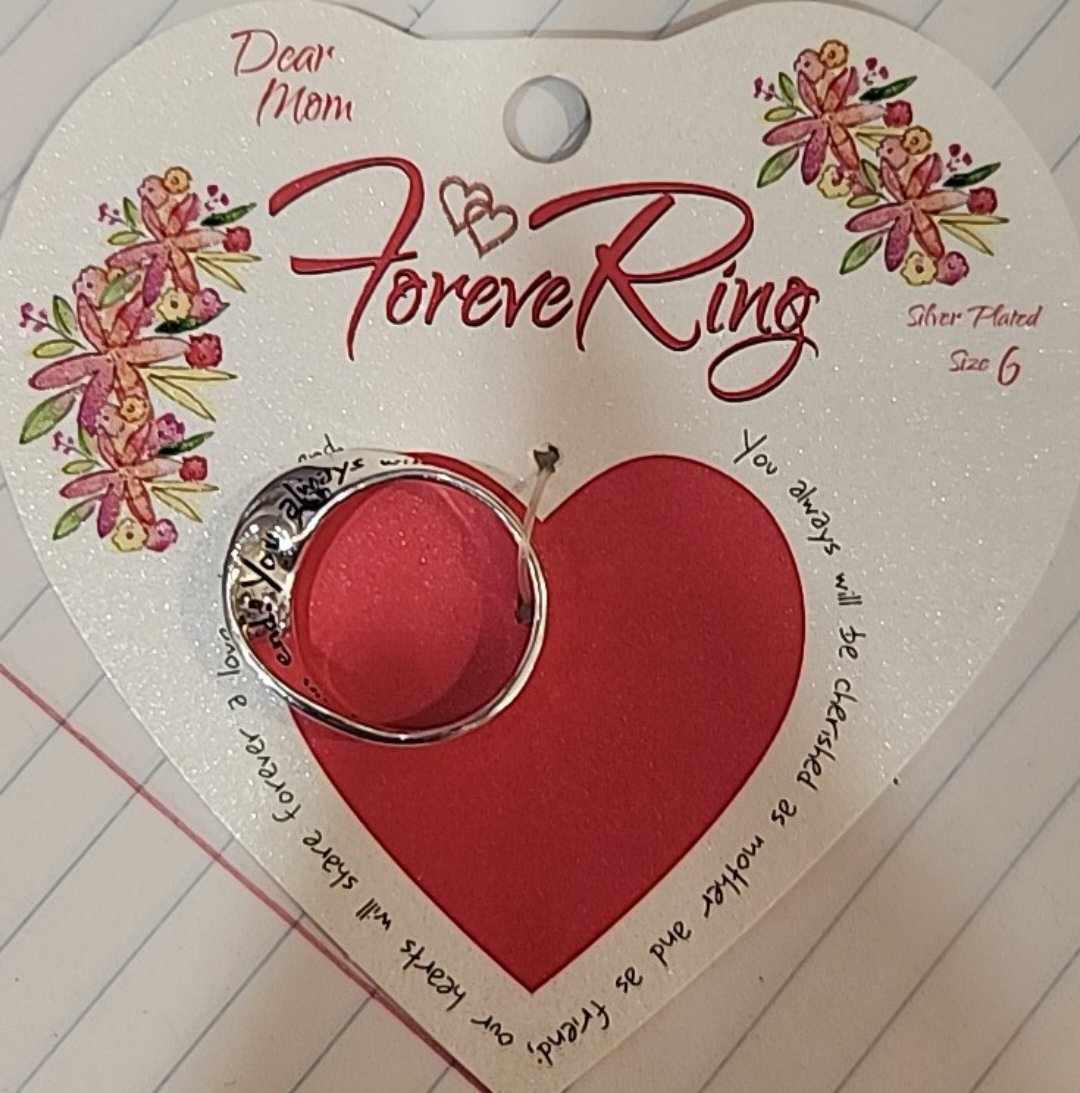 Dear
Mom
ForeveRing
Silver Plated
Size 6
You always will be cherished as mother and as friend; our hearts will share forever a
and
You always